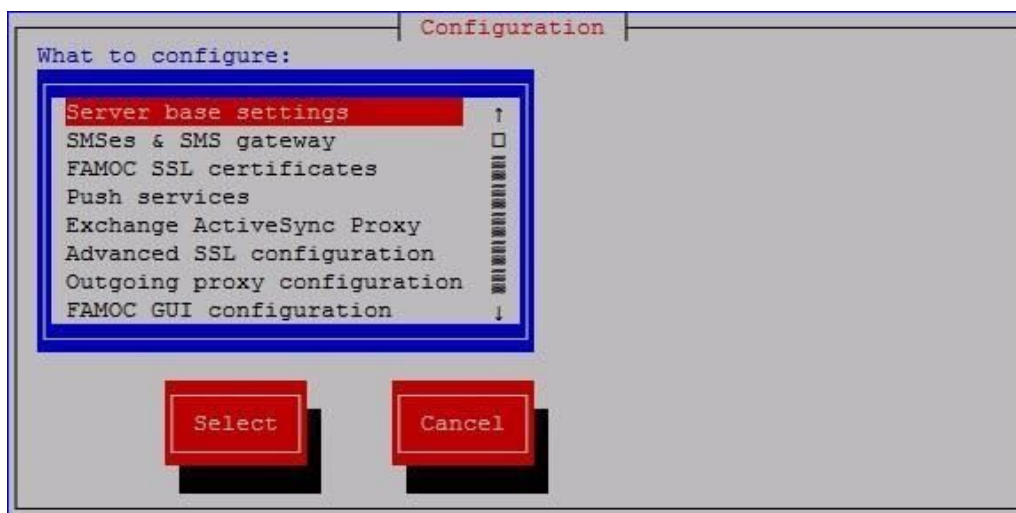 Configuration
What to configure:
Server base settings
SMSes & SMS gateway
FAMOC SSL certificates
Push services
Exchange ActiveSync Proxy
Advanced SSL configuration
Outgoing proxy configuration
FAMOC GUI configuration
Select Cancel